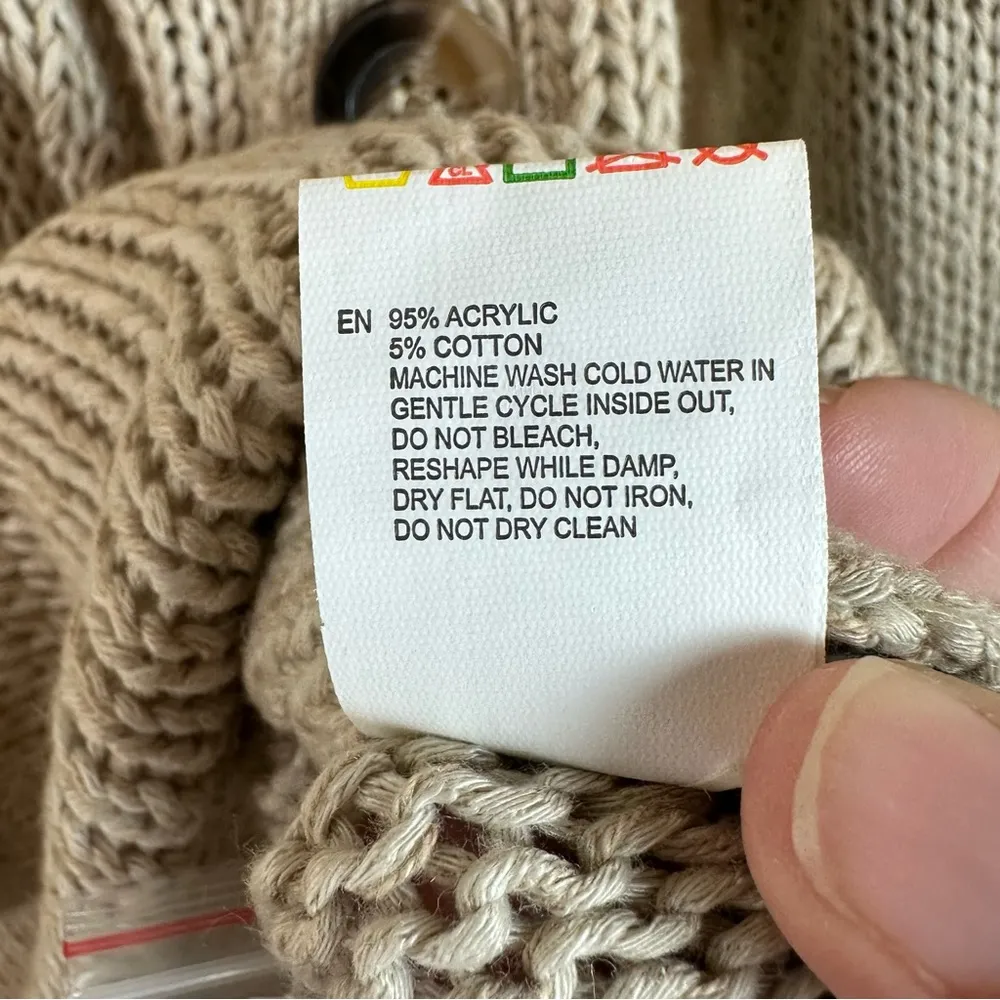 CL
EN 95% ACRYLIC
5% COTTON
MACHINE WASH COLD WATER IN
GENTLE CYCLE INSIDE OUT,
DO NOT BLEACH,
RESHAPE WHILE DAMP,
DRY FLAT, DO NOT IRON,
DO NOT DRY CLEAN